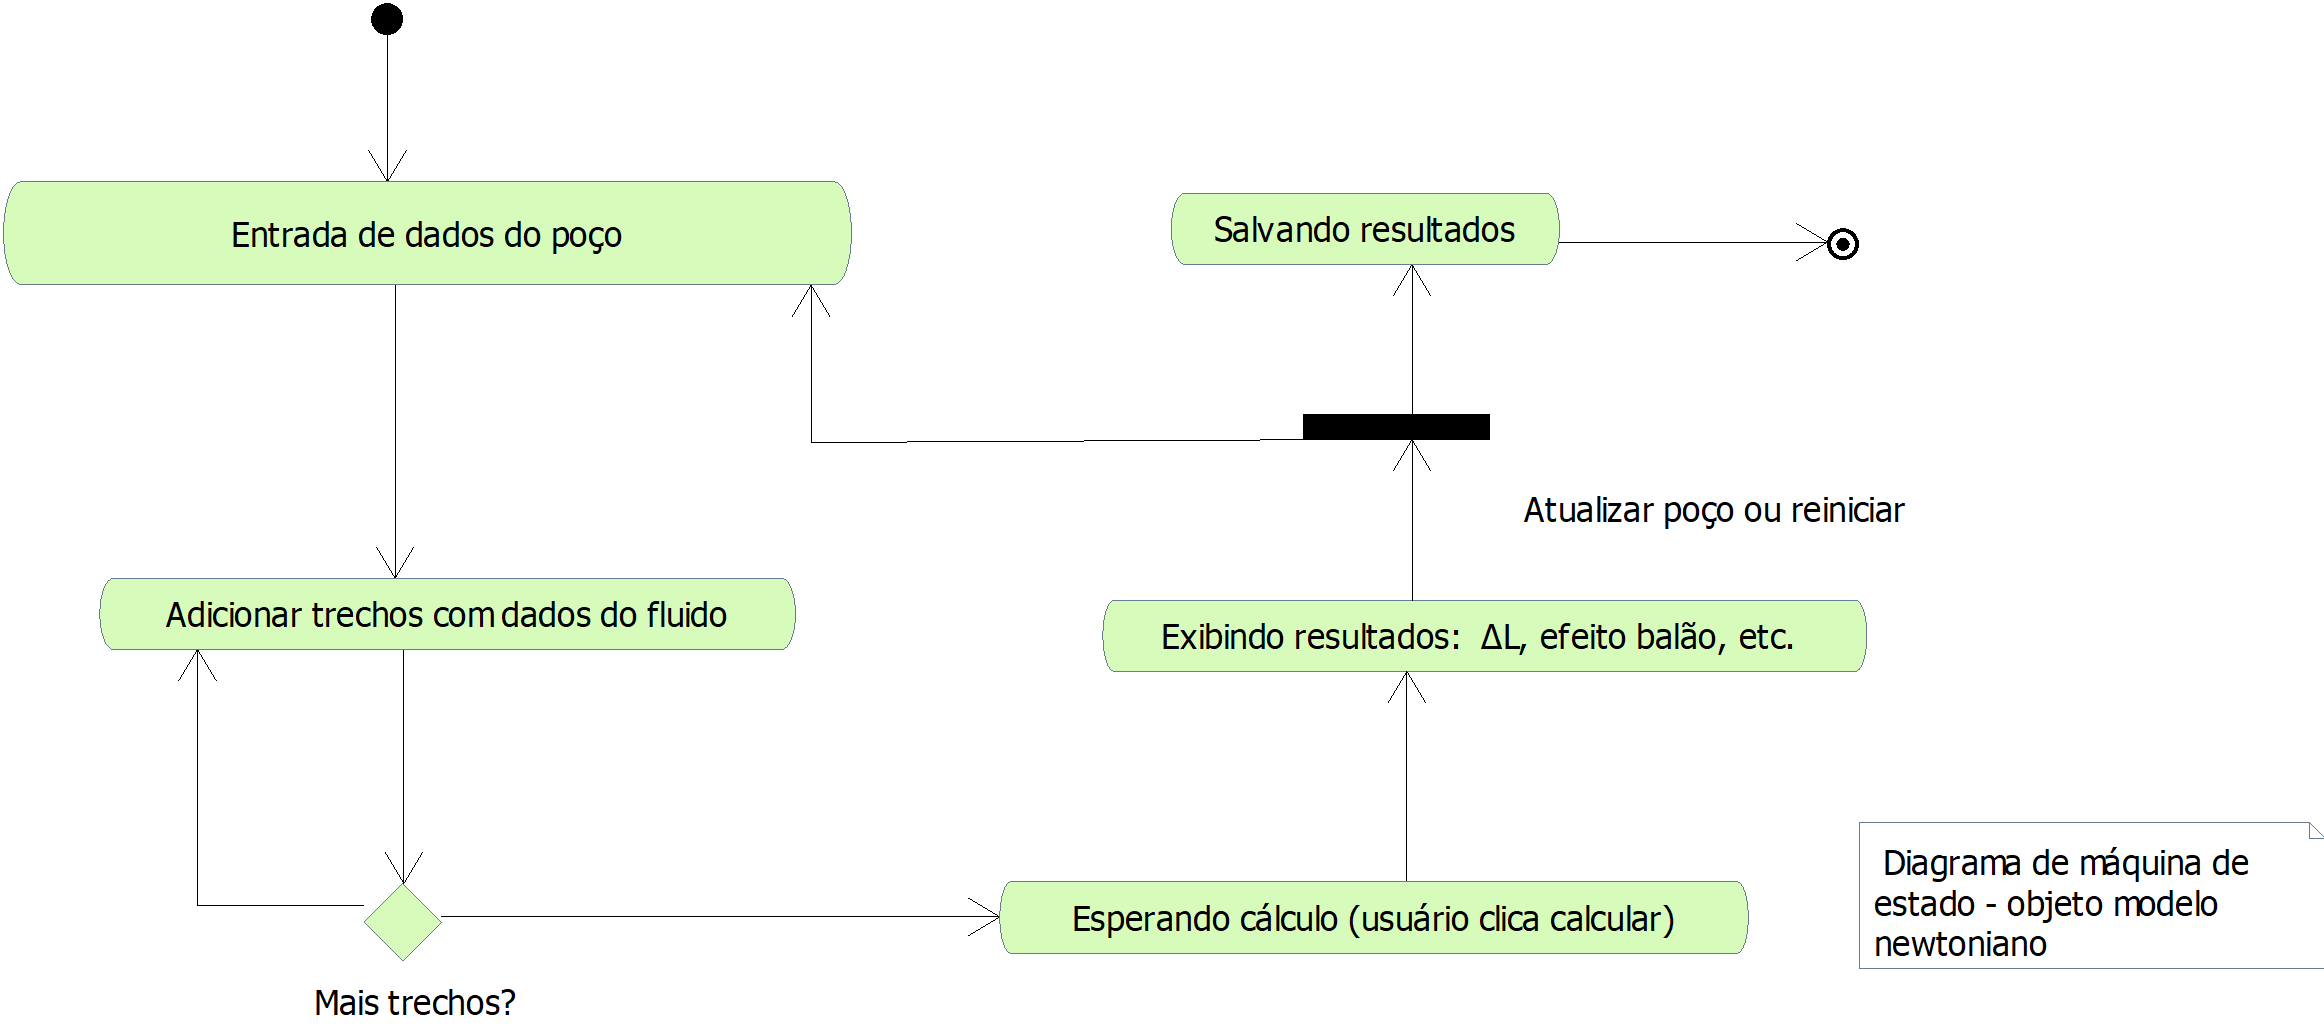 Entrada de dados do poço
Salvando resultados
Atualizar poço ou reiniciar
Adicionar trechos com dados do fluido
Exibindo resultados: ΔL, efeito balão, etc.
Esperando cálculo (usuário clica calcular)
Mais trechos?
Diagrama de máquina de
estado - objeto modelo
newtoniano